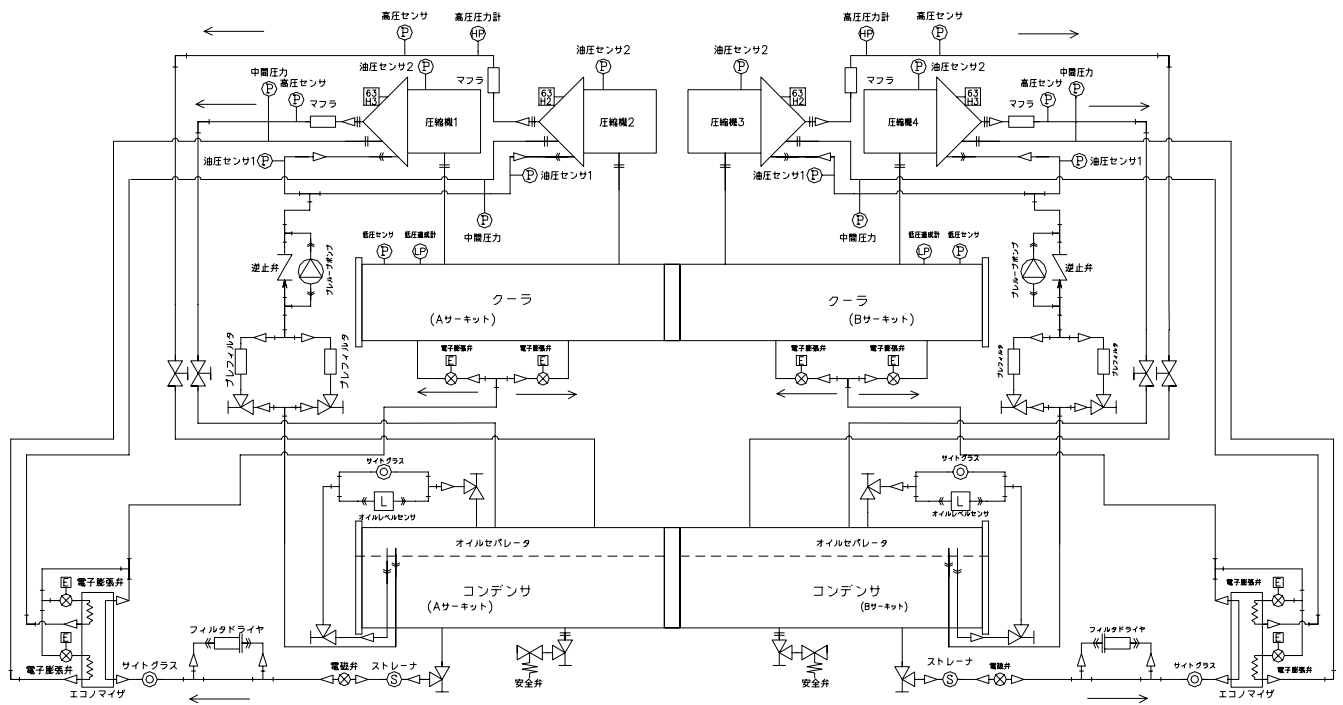 高圧センサ
P
高圧圧力計
HP
油圧センサ2
P
油圧センサ2
P
中間圧力
P
高圧センサ
P
マフラ
63
H3
圧縮機1
マフラ
63
H2
圧縮機2
油圧センサ1
P
P
油圧センサ1
P
中間圧力
油圧センサ2
P
高圧圧力計
HP
高圧センサ
P
油圧センサ2
P
マフラ
高圧センサ
P
中間圧力
P
圧縮機3
63
H2
圧縮機4
63
H3
マフラ
油圧センサ1
P
P
油圧センサ1
P
中間圧力
低圧センサ
P
低圧連成計
LP
低圧連成計
LP
低圧センサ
P
逆止弁
プレルーブポンプ
プレルーブポンプ
逆止弁
クーラ
(Aサーキット)
クーラ
(Bサーキット)
プレフィルタ
プレフィルタ
プレフィルタ
プレフィルタ
電子膨張弁
E
電子膨張弁
E
電子膨張弁
E
電子膨張弁
E
サイトグラス
L
オイルレベルセンサ
サイトグラス
L
オイルレベルセンサ
オイルセパレータ
オイルセパレータ
コンデンサ
(Aサーキット)
コンデンサ
(Bサーキット)
E
電子膨張弁
E
電子膨張弁
エコノマイザ
サイトグラス
フィルタドライヤ
電磁弁
ストレーナ
S
安全弁
安全弁
ストレーナ
S
電磁弁
フィルタドライヤ
サイトグラス
電子膨張弁
E
E
電子膨張弁
エコノマイザ